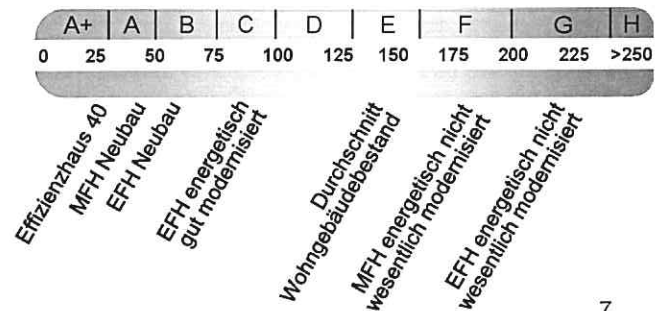 A+ A B C D E F G H
0 25 50 75 100 125 150 175 200 225 >250
Effizienzhaus 40
MFH Neubau
EFH Neubau
EFH energetisch
gut modernisiert
Durchschnitt
Wohngebäudebestand
MFH energetisch nicht
wesentlich modernisiert
EFH energetisch nicht
wesentlich modernisiert
7